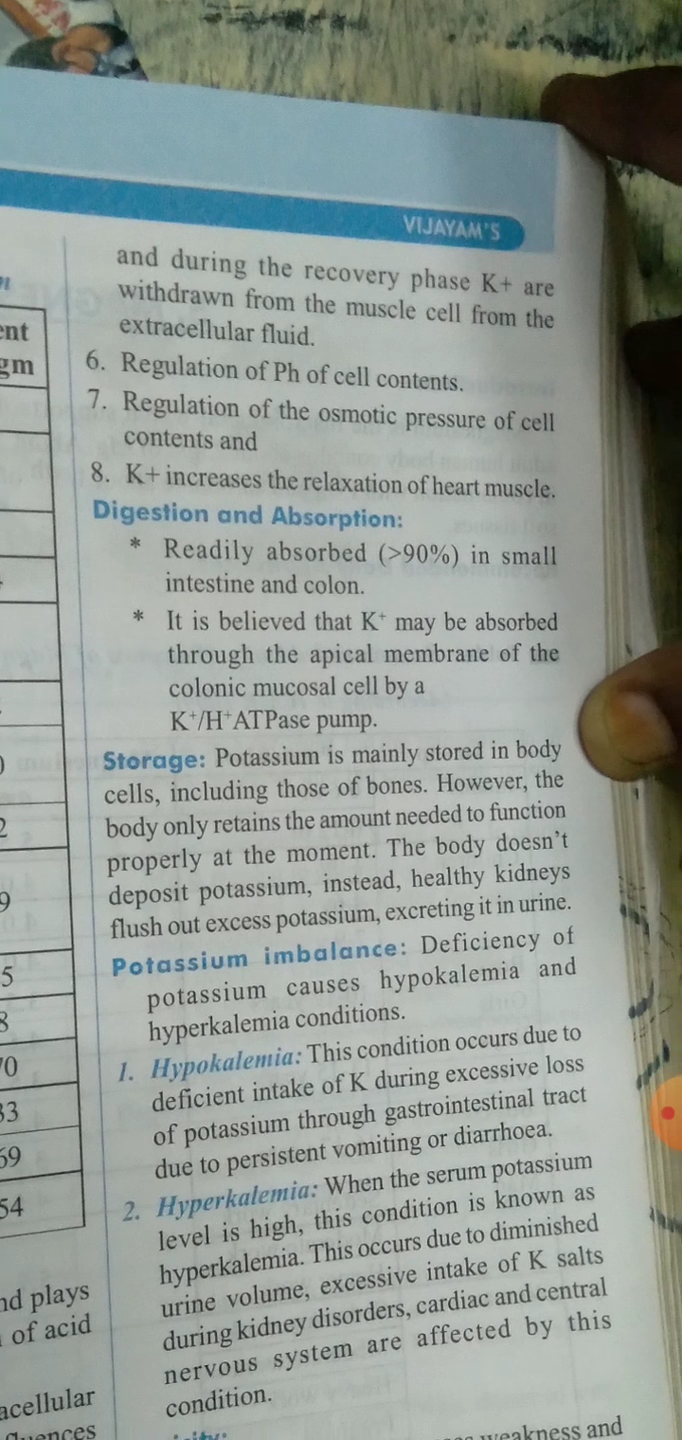 VIJAYAM'S
and during the recovery phase K+ are
withdrawn from the muscle cell from the
extracellular fluid.
6. Regulation of Ph of cell contents.
7. Regulation of the osmotic pressure of cell
contents and
8. K+ increases the relaxation of heart muscle.
Digestion and Absorption:
* Readily absorbed (>90%) in small
intestine and colon.
* It is believed that K⁺ may be absorbed
through the apical membrane of the
colonic mucosal cell by a
K⁺/H⁺ATPase pump.
Storage: Potassium is mainly stored in body
cells, including those of bones. However, the
body only retains the amount needed to function
properly at the moment. The body doesn't
deposit potassium, instead, healthy kidneys
flush out excess potassium, excreting it in urine.
Potassium imbalance: Deficiency of
potassium causes hypokalemia and
hyperkalemia conditions.
1. Hypokalemia: This condition occurs due to
deficient intake of K during excessive loss
of potassium through gastrointestinal tract
due to persistent vomiting or diarrhoea.
2. Hyperkalemia: When the serum potassium
level is high, this condition is known as
hyperkalemia. This occurs due to diminished
urine volume, excessive intake of K salts
during kidney disorders, cardiac and central
nervous system are affected by this
condition.
weakness and
ent
gm
2
9
5
8
70
33
69
54
nd plays
of acid
acellular